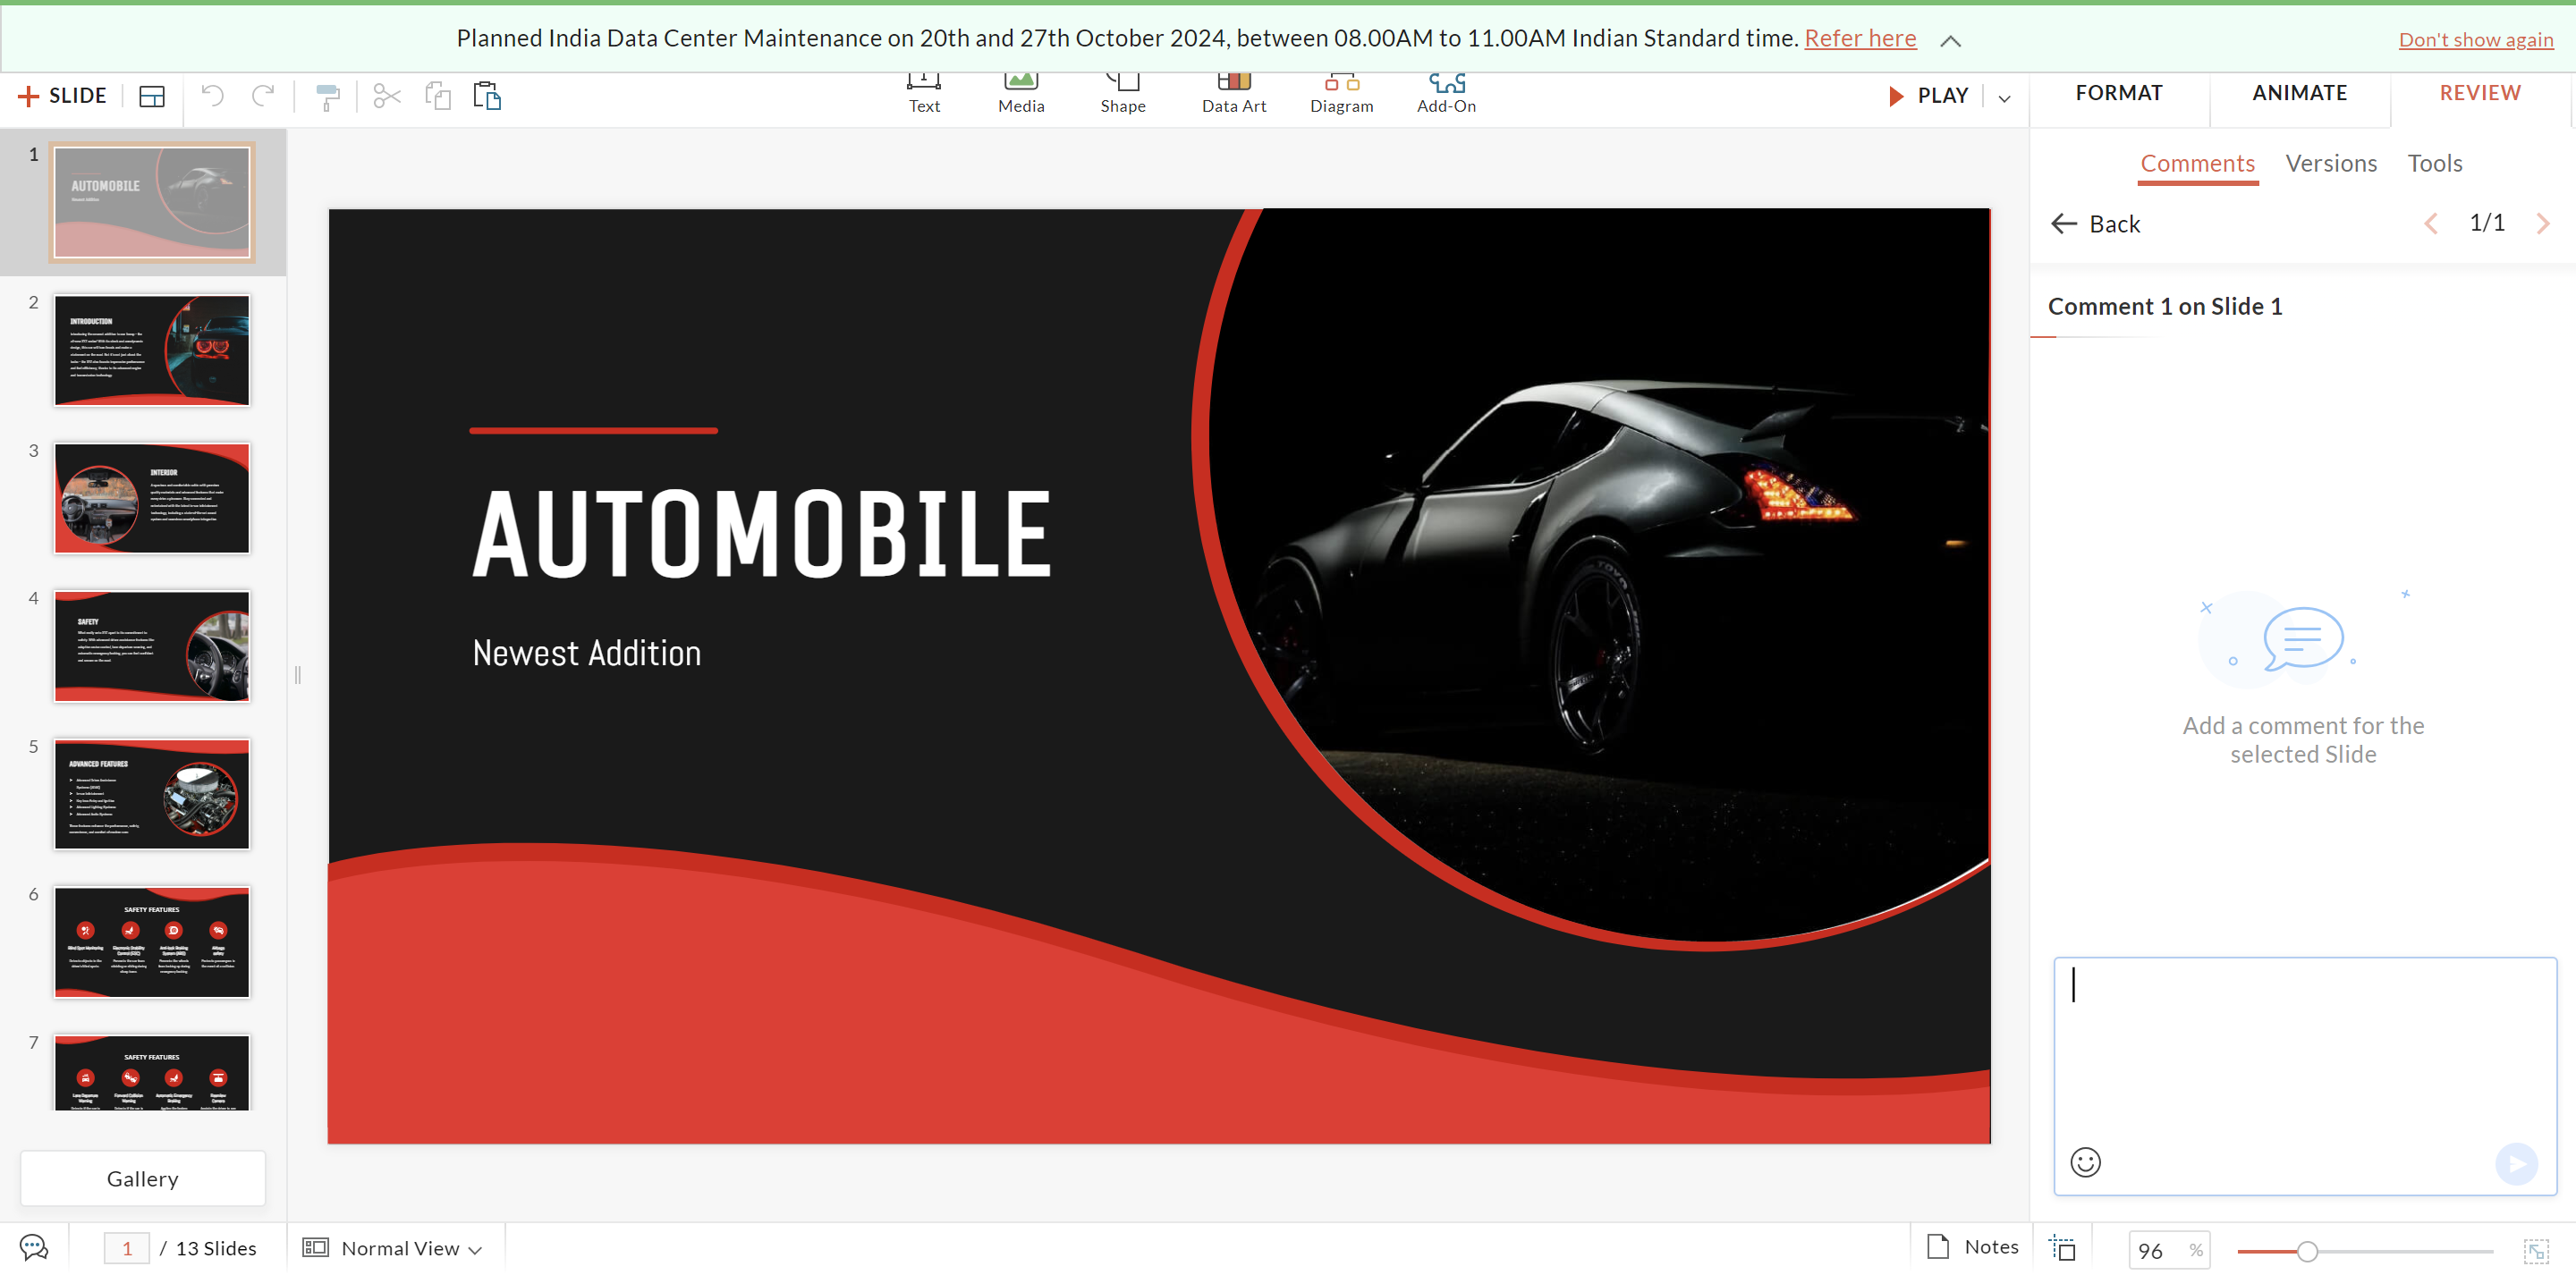 Planned India Data Center Maintenance on 20th and 27th October 2024, between 08.00AM to 11.00AM Indian Standard time. Refer here
Don't show again
SLIDE
Text
Media
Shape
Data Art
Diagram
Add-On
PLAY
FORMAT
ANIMATE
REVIEW
Comments
Versions
Tools
Back
1/1
Comment 1 on Slide 1
Add a comment for the
selected Slide
1
AUTOMOBILE
Newest Addition
2
INTRODUCTION
3
INTERIOR
4
SAFETY
5
ADVANCED FEATURES
6
SAFETY FEATURES
7
SAFETY FEATURES
Gallery
AUTOMOBILE
Newest Addition
TOYO
1 / 13 Slides
Normal View
Notes
96 %